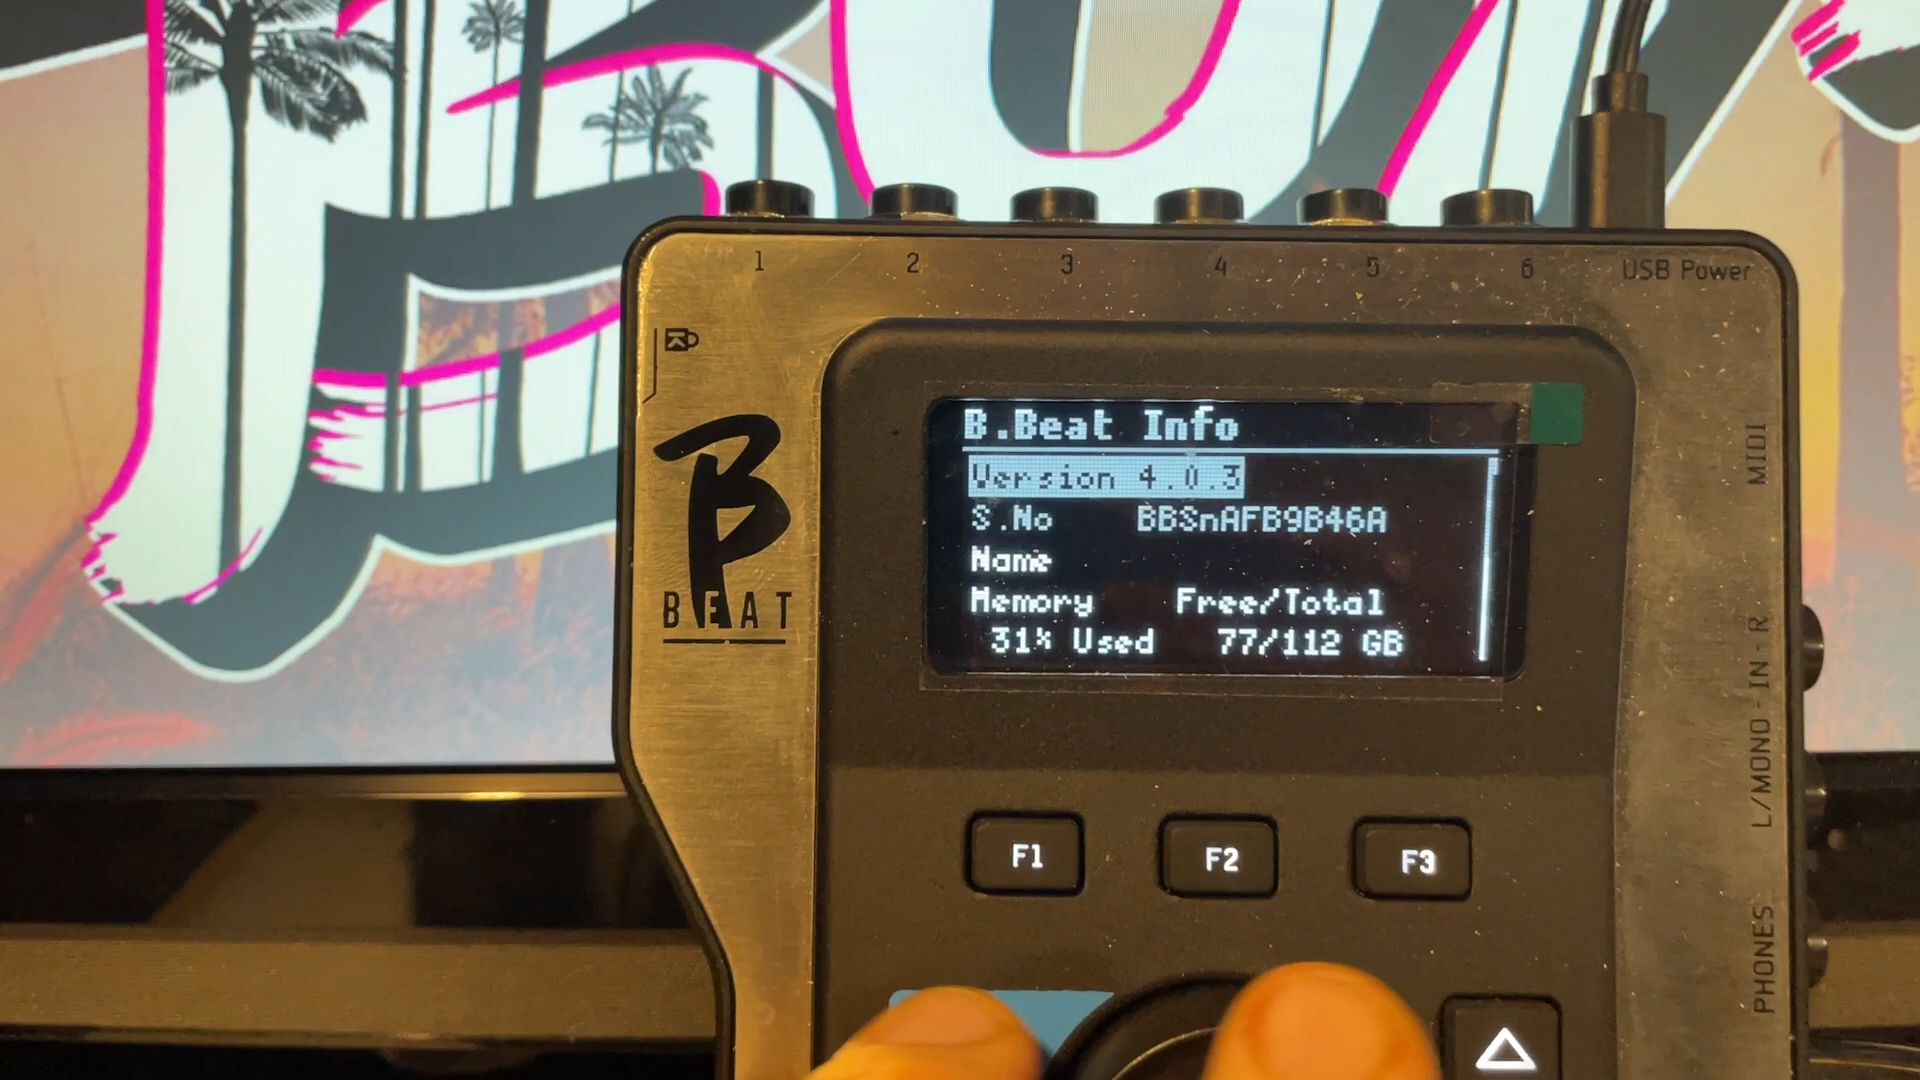 1 2 3 4 5 6 USB Power
B.Beat Info
Version 4.0.3
S.No BBSnAFB9B46A
Name
Memory Free/Total
31% Used 77/112 GB
B
BEAT
MIDI
L/MONO - IN - R
PHONES
F1 F2 F3